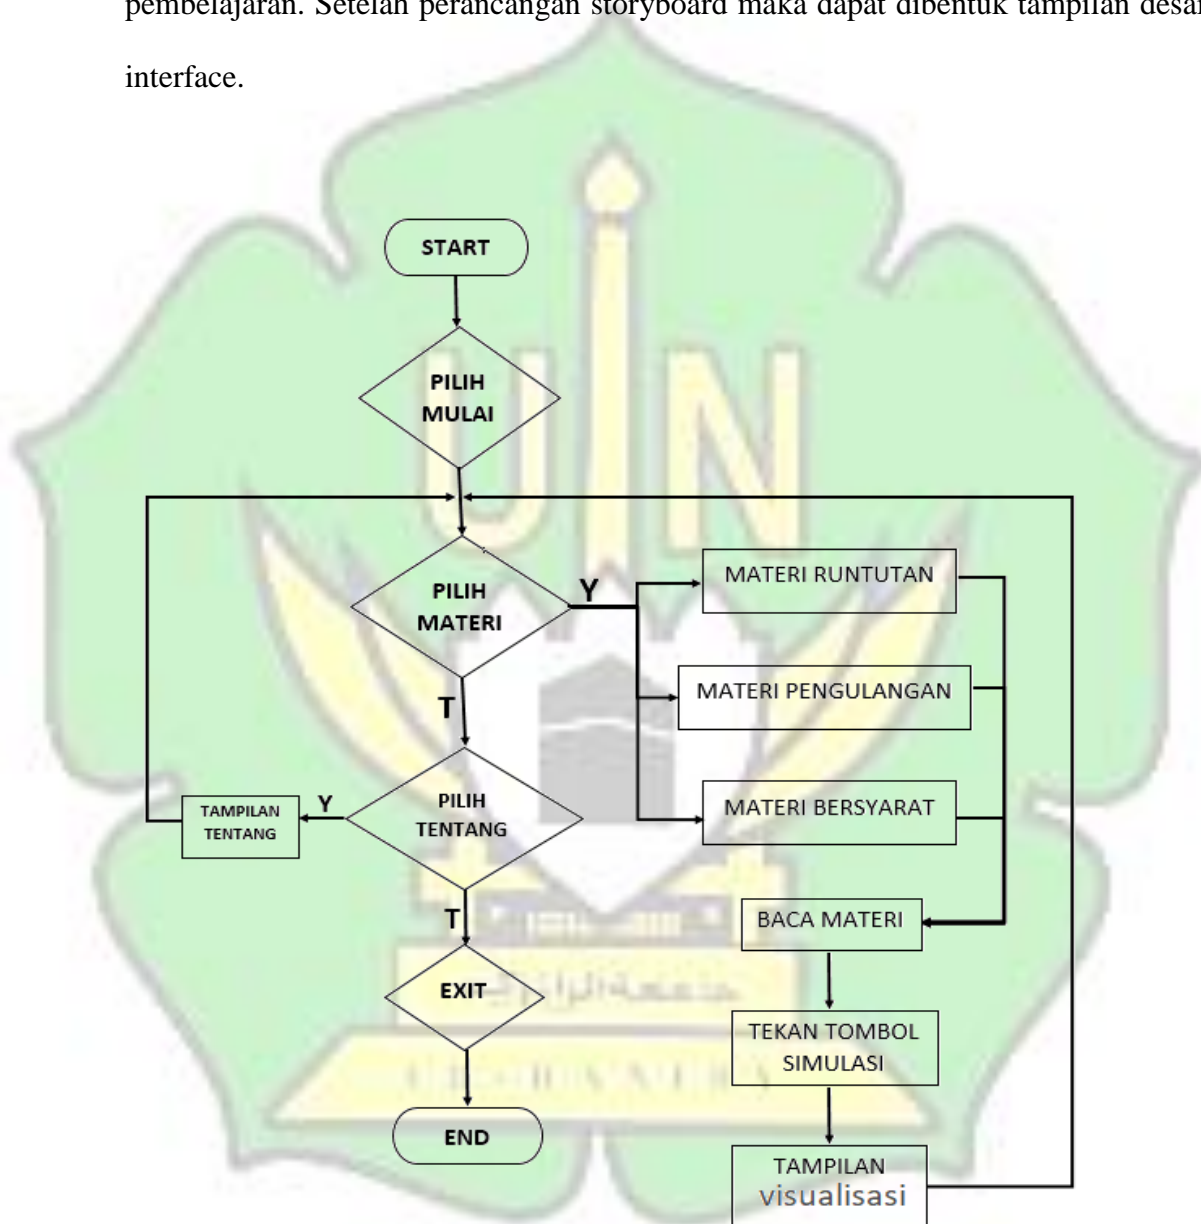 pembelajaran. Setelah perancangan storyboard maka dapat dibentuk tampilan
interface.
START
PILIH
MULAI
PILIH
MATERI
Y
MATERI RUNTUTAN
MATERI PENGULANGAN
MATERI BERSYARAT
T
PILIH
TENTANG
Y
TAMPILAN
TENTANG
T
BACA MATERI
EXIT
TEKAN TOMBOL
SIMULASI
END
TAMPILAN
visualisasi
UIN